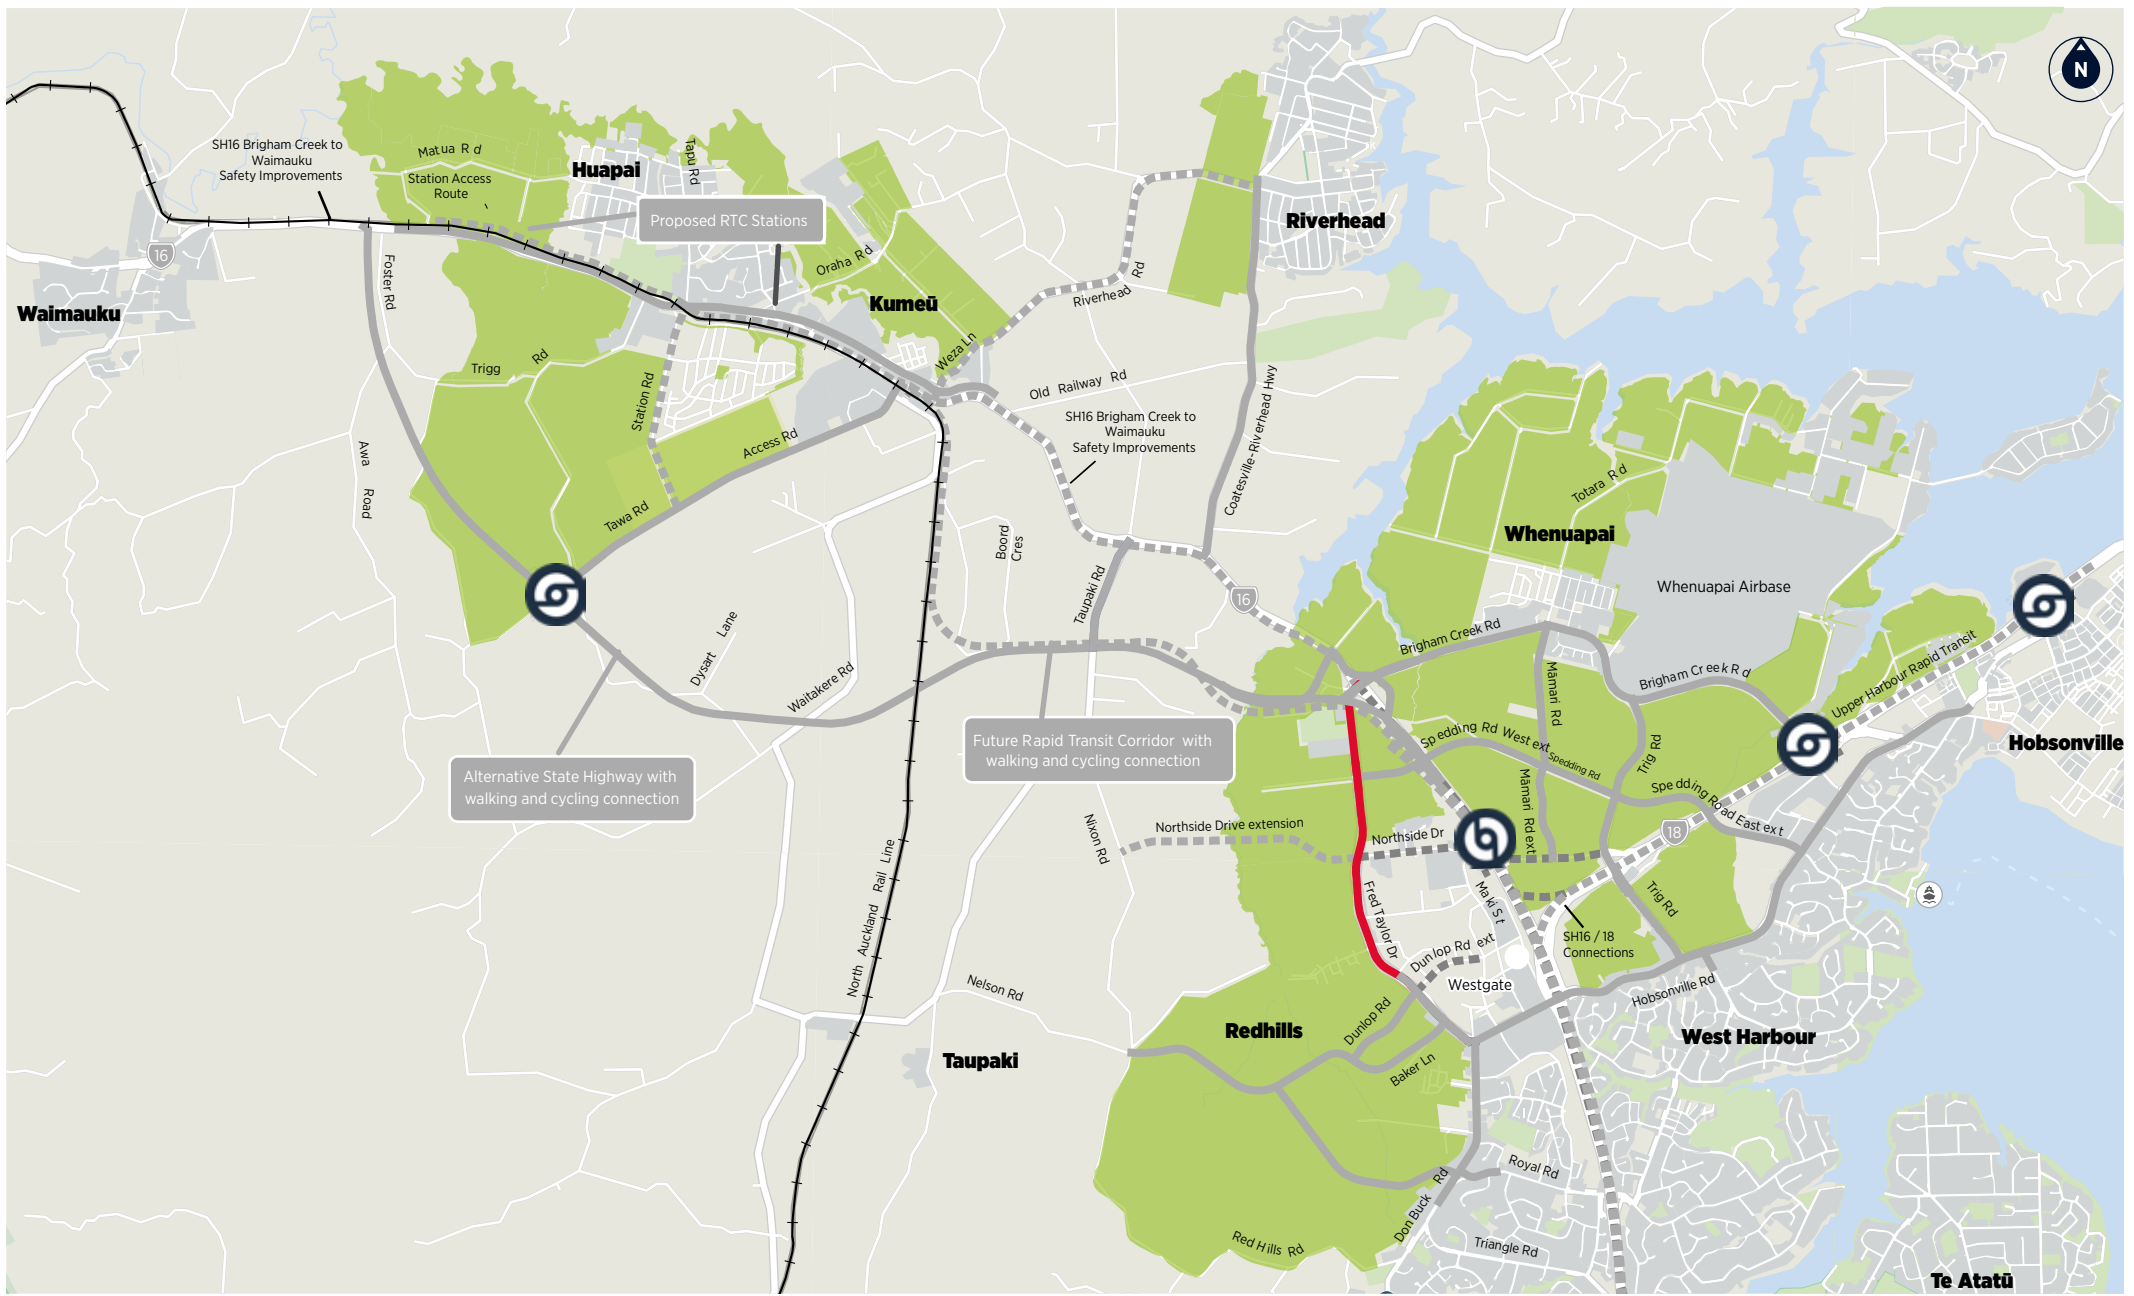 N
SH16 Brigham Creek to
Waimauku
Safety Improvements
Matua Rd
Station Access
Route
Huapai
Tapu Rd
Proposed RTC Stations
Riverhead
16
Waimauku
Foster Rd
Oraha Rd
Kumeū
Riverhead Rd
Weza Ln
Trigg Rd
Station Rd
Old Railway Rd
SH16 Brigham Creek to
Waimauku
Safety Improvements
Coatesville-Riverhead Hwy
Awa Road
Access Rd
Tawa Rd
Totara Rd
Whenuapai
Whenuapai Airbase
Boord
Cres
Taupaki Rd
16
Dysart Lane
Waitakere Rd
Brigham Creek Rd
Brigham Creek Rd
Māmari Rd
Upper Harbour Rapid Transit
Hobsonville
Future Rapid Transit Corridor with
walking and cycling connection
Alternative State Highway with
walking and cycling connection
Spedding Rd West ext
Spedding Rd
Trig Rd
Māmari Rd ext
Spedding Road East ext
18
Nixon Rd
Northside Drive extension
Northside Dr
North Auckland Rail Line
Fred Taylor Dr
Maki St
Trig Rd
SH16 / 18
Connections
Dunlop Rd ext
Westgate
Nelson Rd
Hobsonville Rd
Dunlop Rd
Redhills
West Harbour
Taupaki
Baker Ln
Royal Rd
Don Buck Rd
Red Hills Rd
Triangle Rd
Te Atatū